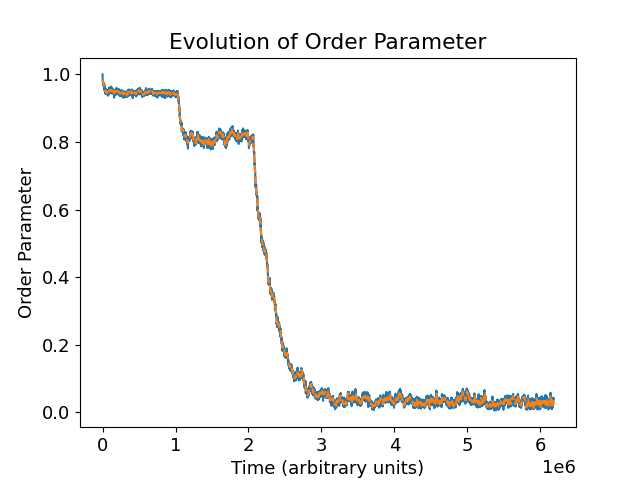 Evolution of Order Parameter
1.0
0.8
0.6
0.4
0.2
0.0
Order Parameter
0 1 2 3 4 5 6
1e6
Time (arbitrary units)